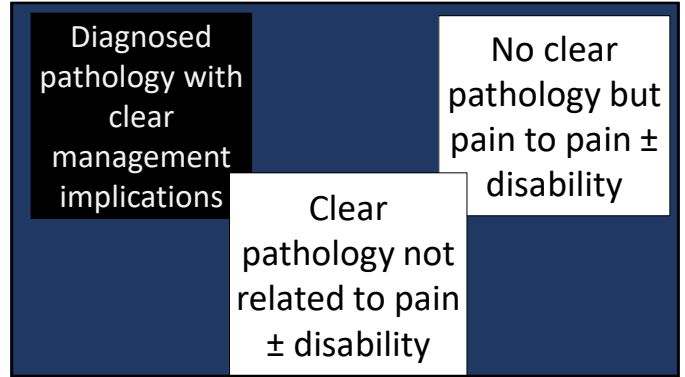 Diagnosed
pathology with
clear
management
implications
No clear
pathology but
pain to pain ±
disability
Clear
pathology not
related to pain
± disability